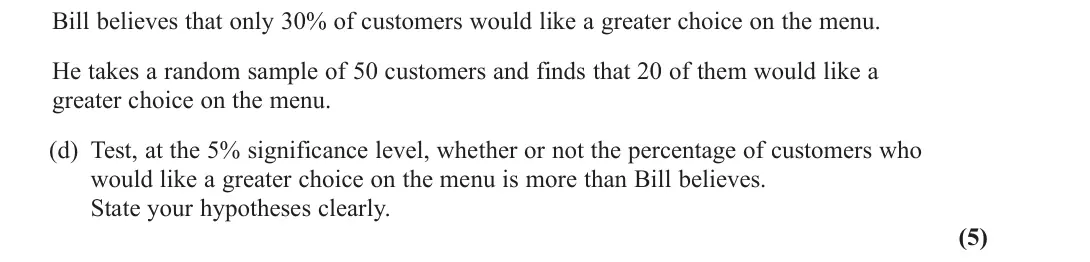 Bill believes that only 30% of customers would like a greater choice on the menu.
He takes a random sample of 50 customers and finds that 20 of them would like a
greater choice on the menu.
(d) Test, at the 5% significance level, whether or not the percentage of customers who
would like a greater choice on the menu is more than Bill believes.
State your hypotheses clearly.
(5)